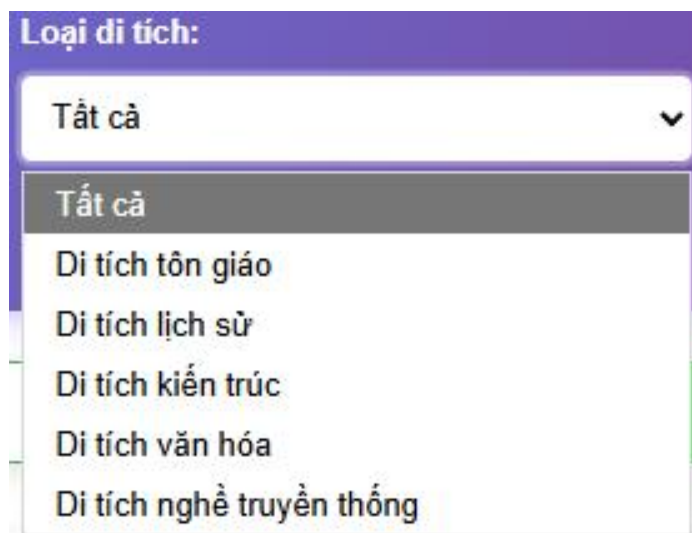 Loại di tích:
Tất cả
Tất cả
Di tích tôn giáo
Di tích lịch sử
Di tích kiến trúc
Di tích văn hóa
Di tích nghề truyền thống